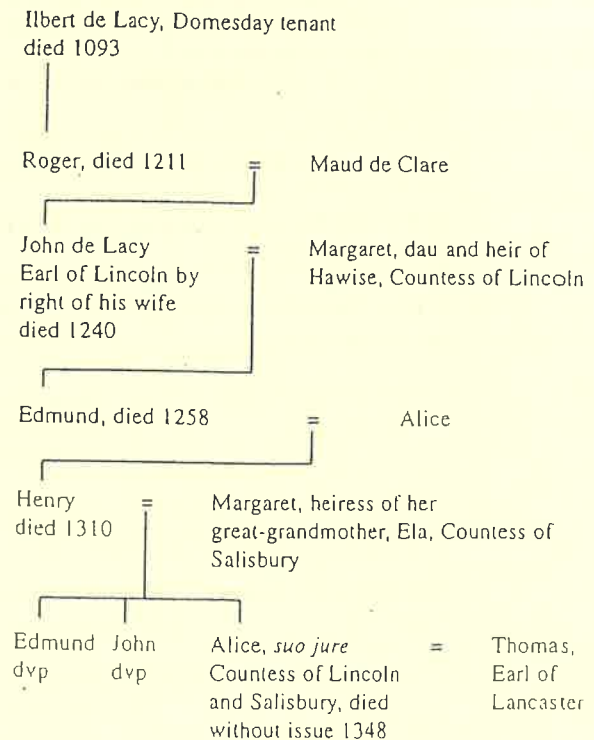 Ilbert de Lacy, Domesday tenant
died 1093
Roger, died 1211 = Maud de Clare
John de Lacy
Earl of Lincoln by
right of his wife
died 1240
=
Margaret, dau and heir of
Hawise, Countess of Lincoln
Edmund, died 1258 = Alice
Henry
died 1310
=
Margaret, heiress of her
great-grandmother, Ela, Countess of
Salisbury
Edmund
dvp
John
dvp
Alice, suo jure
Countess of Lincoln
and Salisbury, died
without issue 1348
=
Thomas,
Earl of
Lancaster